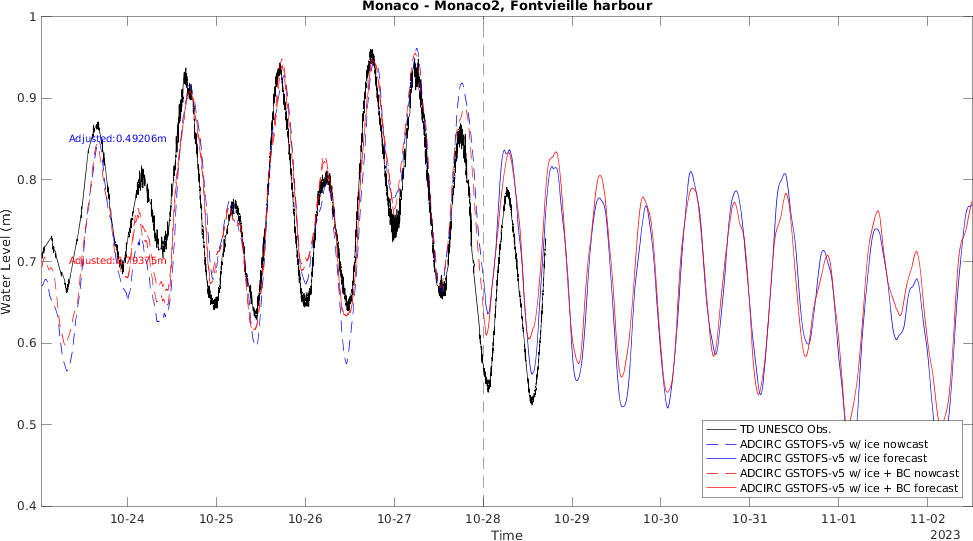 Monaco - Monaco2, Fontvieille harbour
1
0.9
0.8
0.7
0.6
0.5
0.4
Water Level (m)
Adjusted:0.49206m
TD UNESCO Obs.
ADCIRC GSTOFS-v5 w/ ice nowcast
ADCIRC GSTOFS-v5 w/ ice forecast
ADCIRC GSTOFS-v5 w/ ice + BC nowcast
ADCIRC GSTOFS-v5 w/ ice + BC forecast
10-24
10-25
10-26
10-27
10-28
10-29
10-30
10-31
11-01
11-02
Time
2023